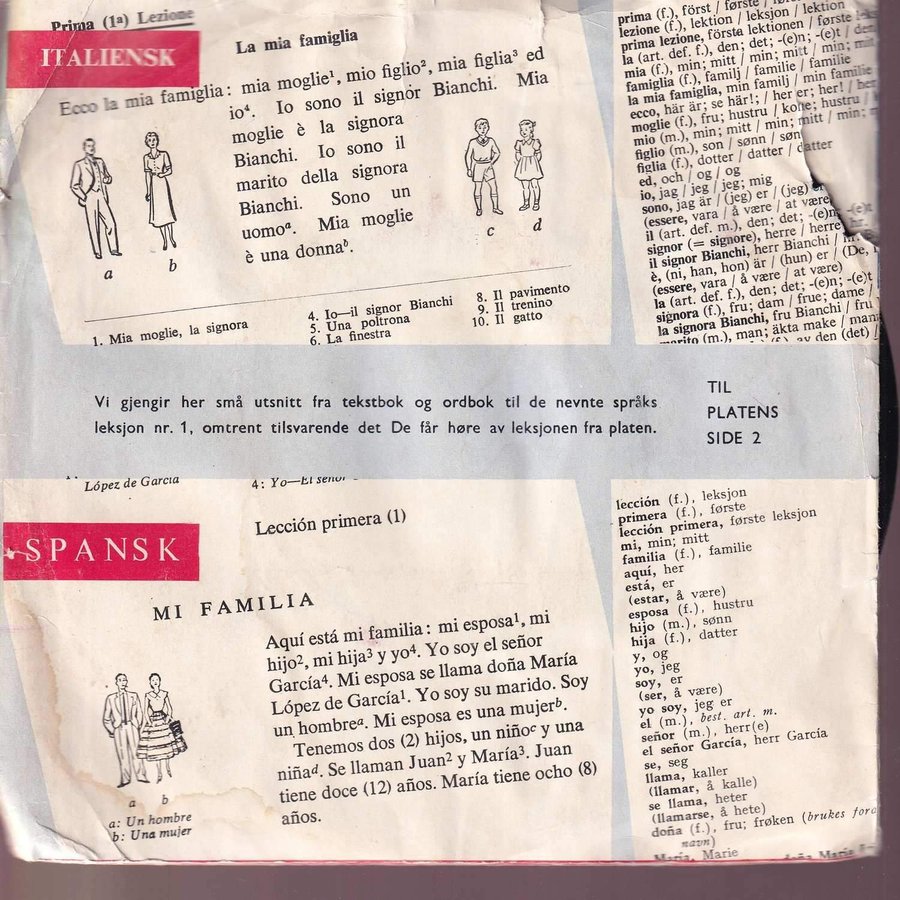 Prima (1a) Lezione
ITALIENSK
La mia famiglia
Ecco la mia famiglia: mia moglie¹, mio figlio², mia figlia³ ed
io⁴. Io sono il signor Bianchi. Mia
moglie è la signora
Bianchi. Io sono il
marito della signora
Bianchi. Sono un
uomoᵃ. Mia moglie
è una donnaᵇ.
a
b
c
d
1. Mia moglie, la signora
4. Io—il signor Bianchi
5. Una poltrona
6. La finestra
8. Il pavimento
9. Il trenino
10. Il gatto
prima (f.), först / første / først
lezione (f.), lektion / leksjon / lektion
prima lezione, första lektionen / første
la (art. def. f.), den; det; -(e)n; -(e)t /
mia (f.), min; mitt / min; mitt / min; mit
famiglia (f.), familj / familie / familie
la mia famiglia, min familj / min familie
ecco, här är; se här!; / her er; her! / her
moglie (f.), fru; hustru / kone; hustru /
mio (m.), min; mitt / min; mitt / min;
figlio (m.), son / sønn / søn
figlia (f.), dotter / datter / datter
ed, och / og / og
io, jag / jeg / jeg; mig
sono, jag är / (jeg) er / (jeg) er
(essere, vara / å være / at være)
il (art. def. m.), den; det; -(e)n; -(e)t
signor (= signore), herre / herre / hr.
il signor Bianchi, herr Bianchi /
è, (ni, han, hon) är / (hun) er / (De,
(essere, vara / å være / at være)
la (art. def. f.), den; det; -(e)n; -(e)t
signora (f.), fru; dam / frue; dame /
la signora Bianchi, fru Bianchi / fru
marito (m.), man; äkta make / mann
Vi gjengir her små utsnitt fra tekstbok og ordbok til de nevnte språks
leksjon nr. 1, omtrent tilsvarende det De får høre av leksjonen fra platen.
TIL
PLATENS
SIDE 2
López de García
4: Yo—El señor
Lección primera (1)
SPANSK
MI FAMILIA
Aquí está mi familia: mi esposa¹, mi
hijo², mi hija³ y yo⁴. Yo soy el señor
García⁴. Mi esposa se llama doña María
López de García¹. Yo soy su marido. Soy
un hombreᵃ. Mi esposa es una mujerᵇ.
Tenemos dos (2) hijos, un niñoᶜ y una
niñaᵈ. Se llaman Juan² y María³. Juan
tiene doce (12) años. María tiene ocho (8)
años.
a
b
a: Un hombre
b: Una mujer
lección (f.), leksjon
primera (f.), første
lección primera, første leksjon
mi, min; mitt
familia (f.), familie
aquí, her
está, er
(estar, å være)
esposa (f.), hustru
hijo (m.), sønn
hija (f.), datter
y, og
yo, jeg
soy, er
(ser, å være)
yo soy, jeg er
el (m.), best. art. m.
señor (m.), herr(e)
el señor García, herr García
se, seg
llama, kaller
(llamar, å kalle)
se llama, heter
(llamarse, å hete)
doña (f.), fru; frøken (brukes foran
navn)
María, Marie